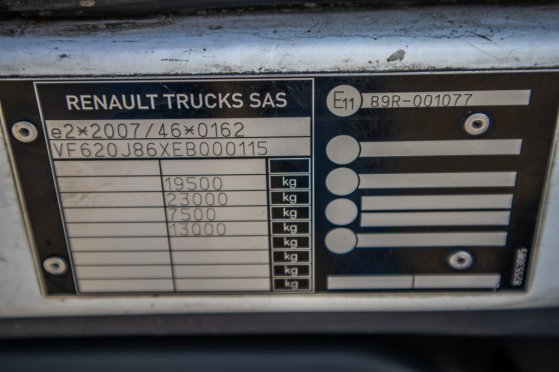 RENAULT TRUCKS SAS
e2*2007/46*0162
VF620J86XEB000115
kg
19500 kg
23000 kg
7500 kg
13000 kg
kg
kg
kg
E11 89R-001077
82553085